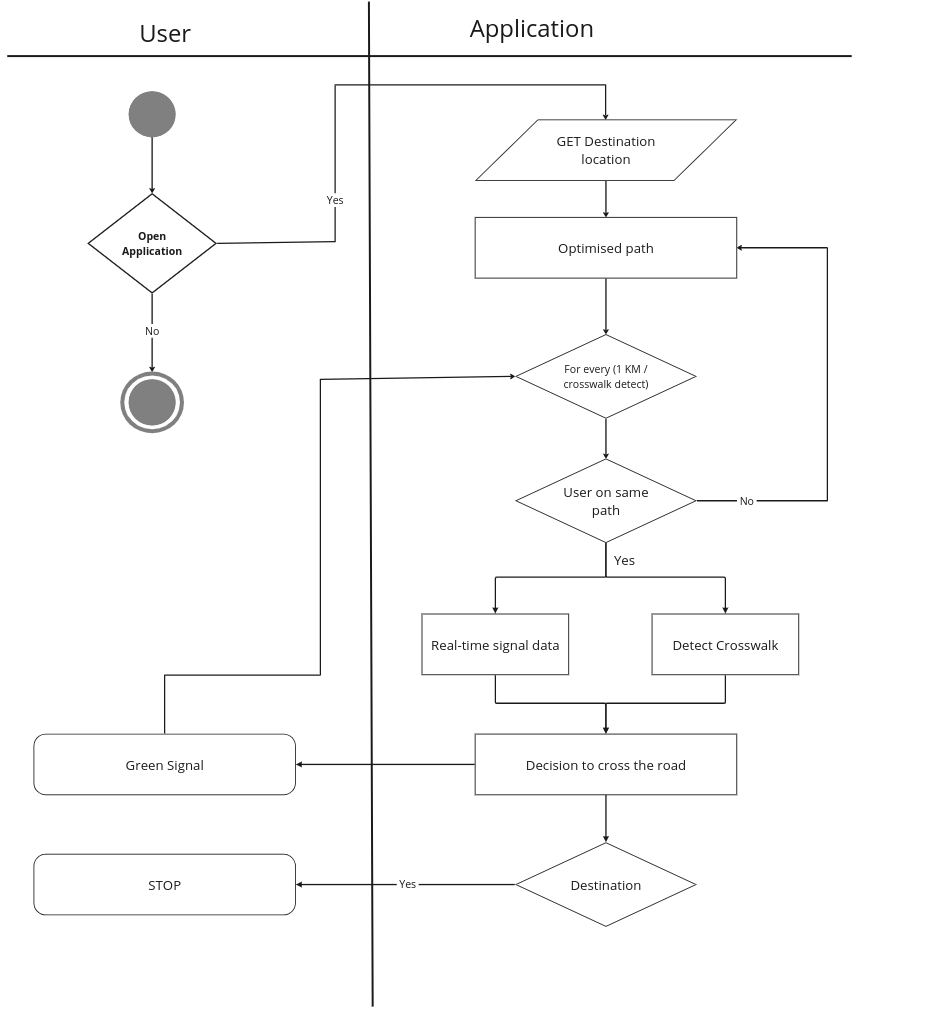 User
Application
GET Destination
location
Yes
Open
Application
Optimised path
No
For every (1 KM /
crosswalk detect)
User on same
path
No
Yes
Real-time signal data
Detect Crosswalk
Green Signal
Decision to cross the road
STOP
Yes
Destination